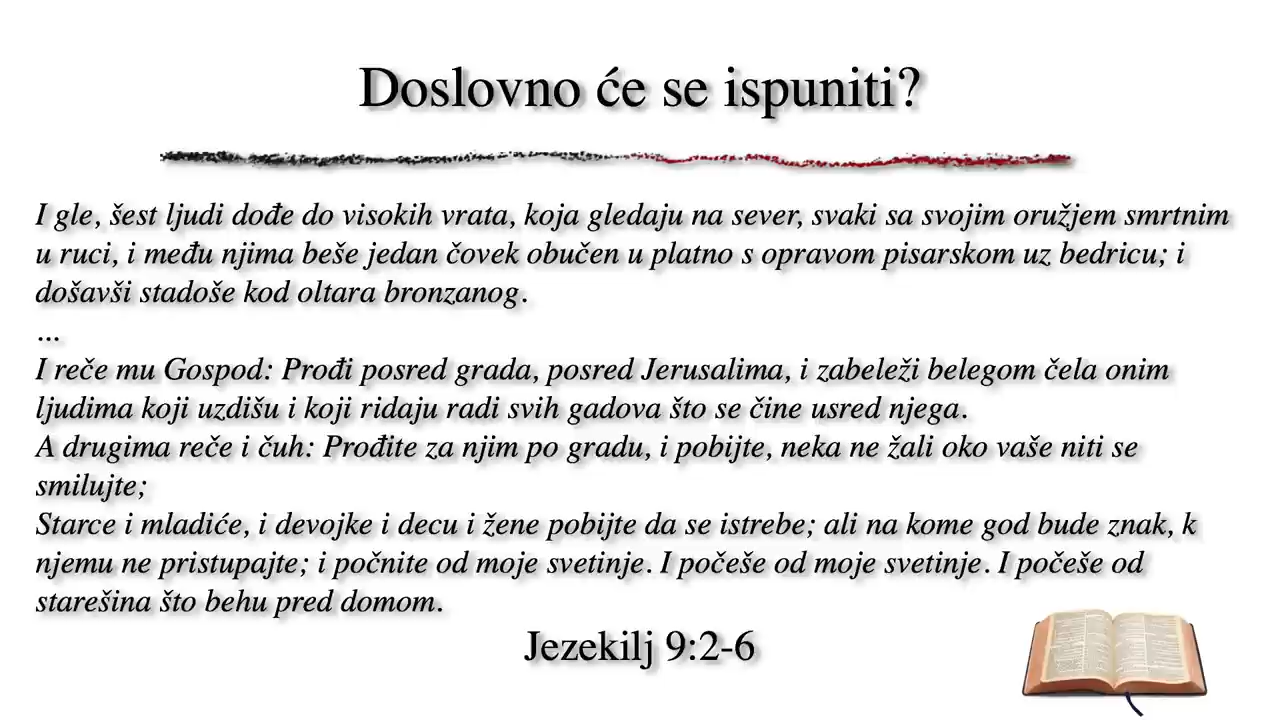 Doslovno će se ispuniti?
I gle, šest ljudi dođe do visokih vrata, koja gledaju na sever, svaki sa svojim oružjem smrtnim
u ruci, i među njima beše jedan čovek obučen u platno s opravom pisarskom uz bedricu; i
došavši stadoše kod oltara bronzanog.
...
I reče mu Gospod: Prođi posred grada, posred Jerusalima, i zabeleži belegom čela onim
ljudima koji uzdišu i koji ridaju radi svih gadova što se čine usred njega.
A drugima reče i čuh: Prođite za njim po gradu, i pobijte, neka ne žali oko vaše niti se
smilujte;
Starce i mladiće, i devojke i decu i žene pobijte da se istrebe; ali na kome god bude znak, k
njemu ne pristupajte; i počnite od moje svetinje. I počeše od moje svetinje. I počeše od
starešina što behu pred domom.
Jezekilj 9:2-6